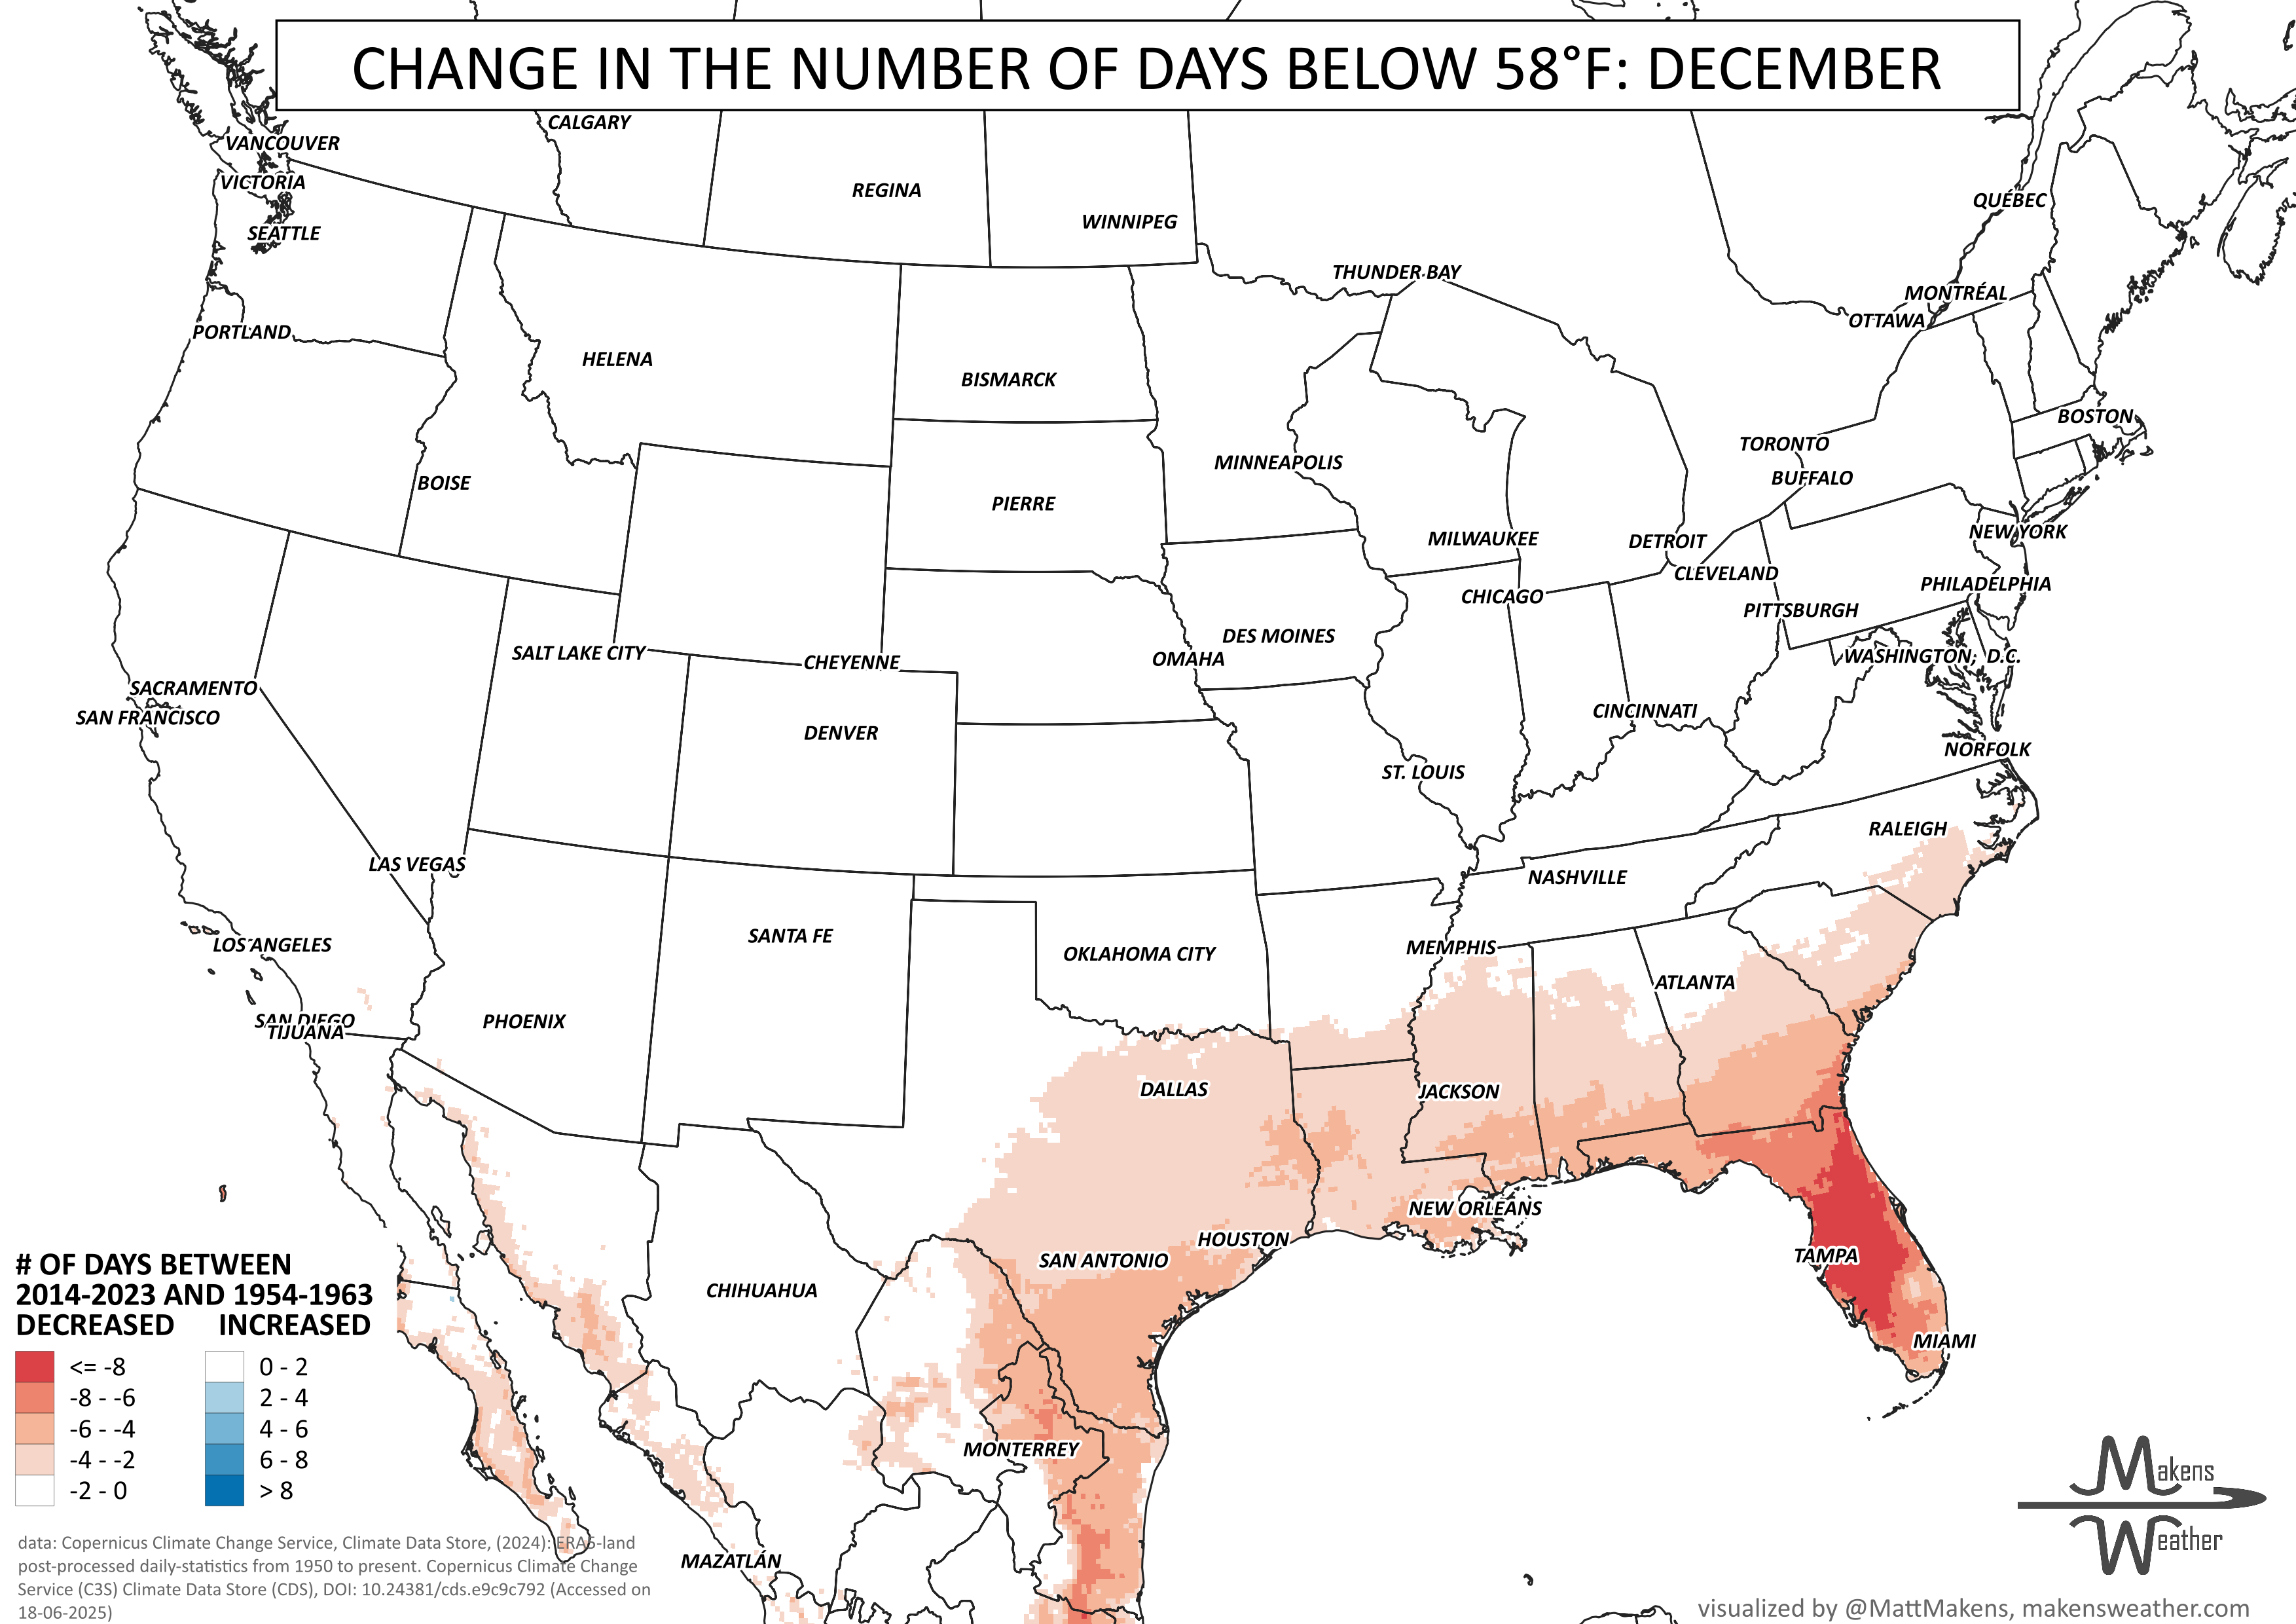 CHANGE IN THE NUMBER OF DAYS BELOW 58°F: DECEMBER
CALGARY
VANCOUVER
VICTORIA
REGINA
QUÉBEC
WINNIPEG
SEATTLE
THUNDER BAY
MONTRÉAL
OTTAWA
PORTLAND
HELENA
BISMARCK
BOSTON
TORONTO
MINNEAPOLIS
BUFFALO
BOISE
PIERRE
NEW YORK
MILWAUKEE
DETROIT
CLEVELAND
PHILADELPHIA
CHICAGO
PITTSBURGH
DES MOINES
SALT LAKE CITY
WASHINGTON, D.C.
OMAHA
CHEYENNE
SACRAMENTO
CINCINNATI
SAN FRANCISCO
DENVER
NORFOLK
ST. LOUIS
RALEIGH
LAS VEGAS
NASHVILLE
SANTA FE
LOS ANGELES
MEMPHIS
OKLAHOMA CITY
ATLANTA
SAN DIEGO
PHOENIX
TIJUANA
DALLAS
JACKSON
NEW ORLEANS
HOUSTON
TAMPA
SAN ANTONIO
CHIHUAHUA
MIAMI
MONTERREY
MAZATLÁN
# OF DAYS BETWEEN
2014-2023 AND 1954-1963
DECREASED INCREASED
<= -8 0 - 2
-8 - -6 2 - 4
-6 - -4 4 - 6
-4 - -2 6 - 8
-2 - 0 > 8
data: Copernicus Climate Change Service, Climate Data Store, (2024): ERA5-land
post-processed daily-statistics from 1950 to present. Copernicus Climate Change
Service (C3S) Climate Data Store (CDS), DOI: 10.24381/cds.e9c9c792 (Accessed on
18-06-2025)
Makens
Weather
visualized by @MattMakens, makensweather.com